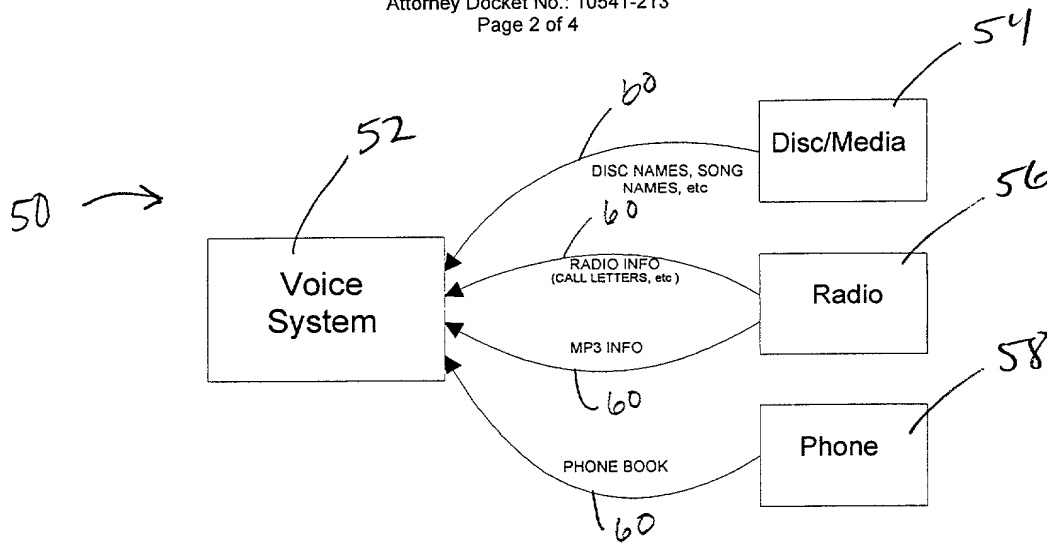 Attorney Docket No.: 10541-213
Page 2 of 4
54
60
52
Disc/Media
DISC NAMES, SONG
NAMES, etc
56
50
60
Voice
System
RADIO INFO
(CALL LETTERS, etc )
Radio
MP3 INFO
58
60
Phone
PHONE BOOK
60